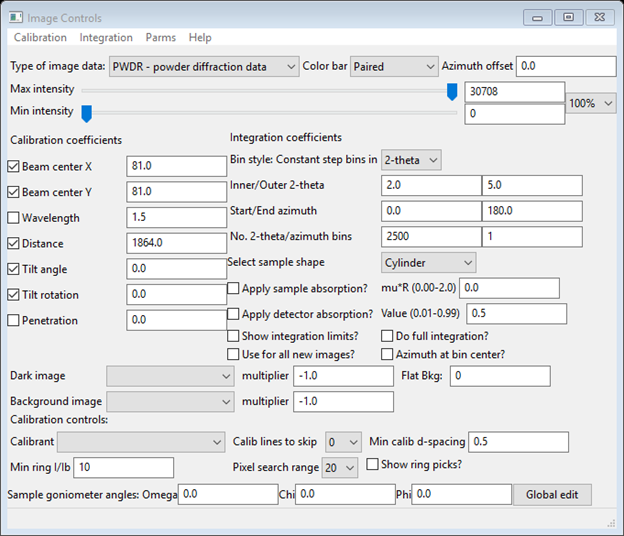 Image Controls
Calibration Integration Parms Help
Type of image data: PWDR - powder diffraction data Color bar Paired Azimuth offset 0.0
Max intensity 30708
Min intensity 0 100%
Calibration coefficients Integration coefficients
Bin style: Constant step bins in 2-theta
Beam center X 81.0
Inner/Outer 2-theta 2.0 5.0
Beam center Y 81.0
Start/End azimuth 0.0 180.0
Wavelength 1.5
No. 2-theta/azimuth bins 2500 1
Distance 1864.0
Select sample shape Cylinder
Tilt angle 0.0
Apply sample absorption? mu*R (0.00-2.0) 0.0
Tilt rotation 0.0
Apply detector absorption? Value (0.01-0.99) 0.5
Penetration 0.0
Show integration limits? Do full integration?
Use for all new images? Azimuth at bin center?
Dark image multiplier -1.0 Flat Bkg: 0
Background image multiplier -1.0
Calibration controls:
Calibrant Calib lines to skip 0 Min calib d-spacing 0.5
Min ring I/Ib 10 Pixel search range 20 Show ring picks?
Sample goniometer angles: Omega 0.0 Chi 0.0 Phi 0.0 Global edit